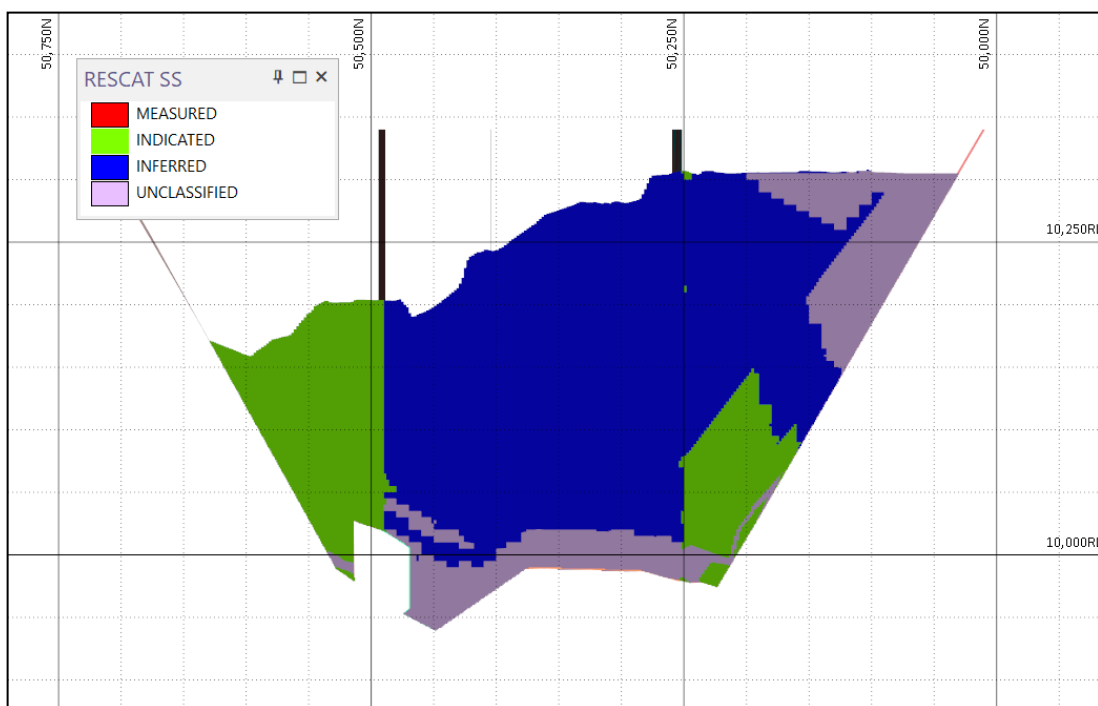 50,750N
50,500N
50,250N
50,000N
RESCAT SS
MEASURED
INDICATED
INFERRED
UNCLASSIFIED
10,250RL
10,000RL